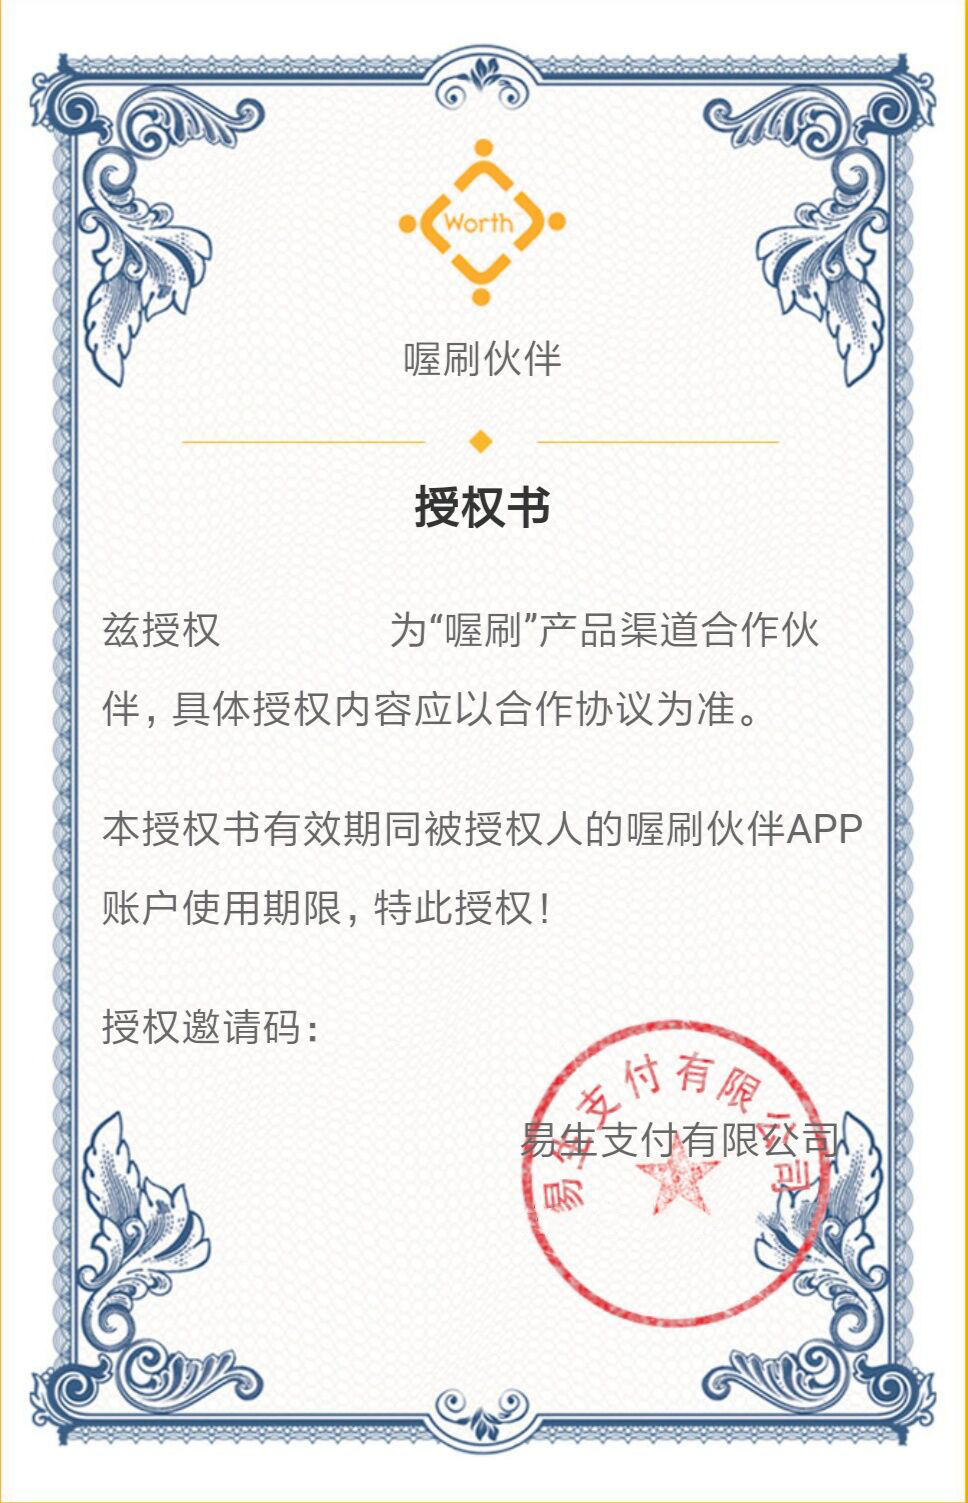 Worth
喔刷伙伴
授权书
兹授权 为“喔刷”产品渠道合作伙
伴, 具体授权内容应以合作协议为准。
本授权书有效期同被授权人的喔刷伙伴APP
账户使用期限, 特此授权!
授权邀请码:
易生支付有限公司
易生支付有限公司